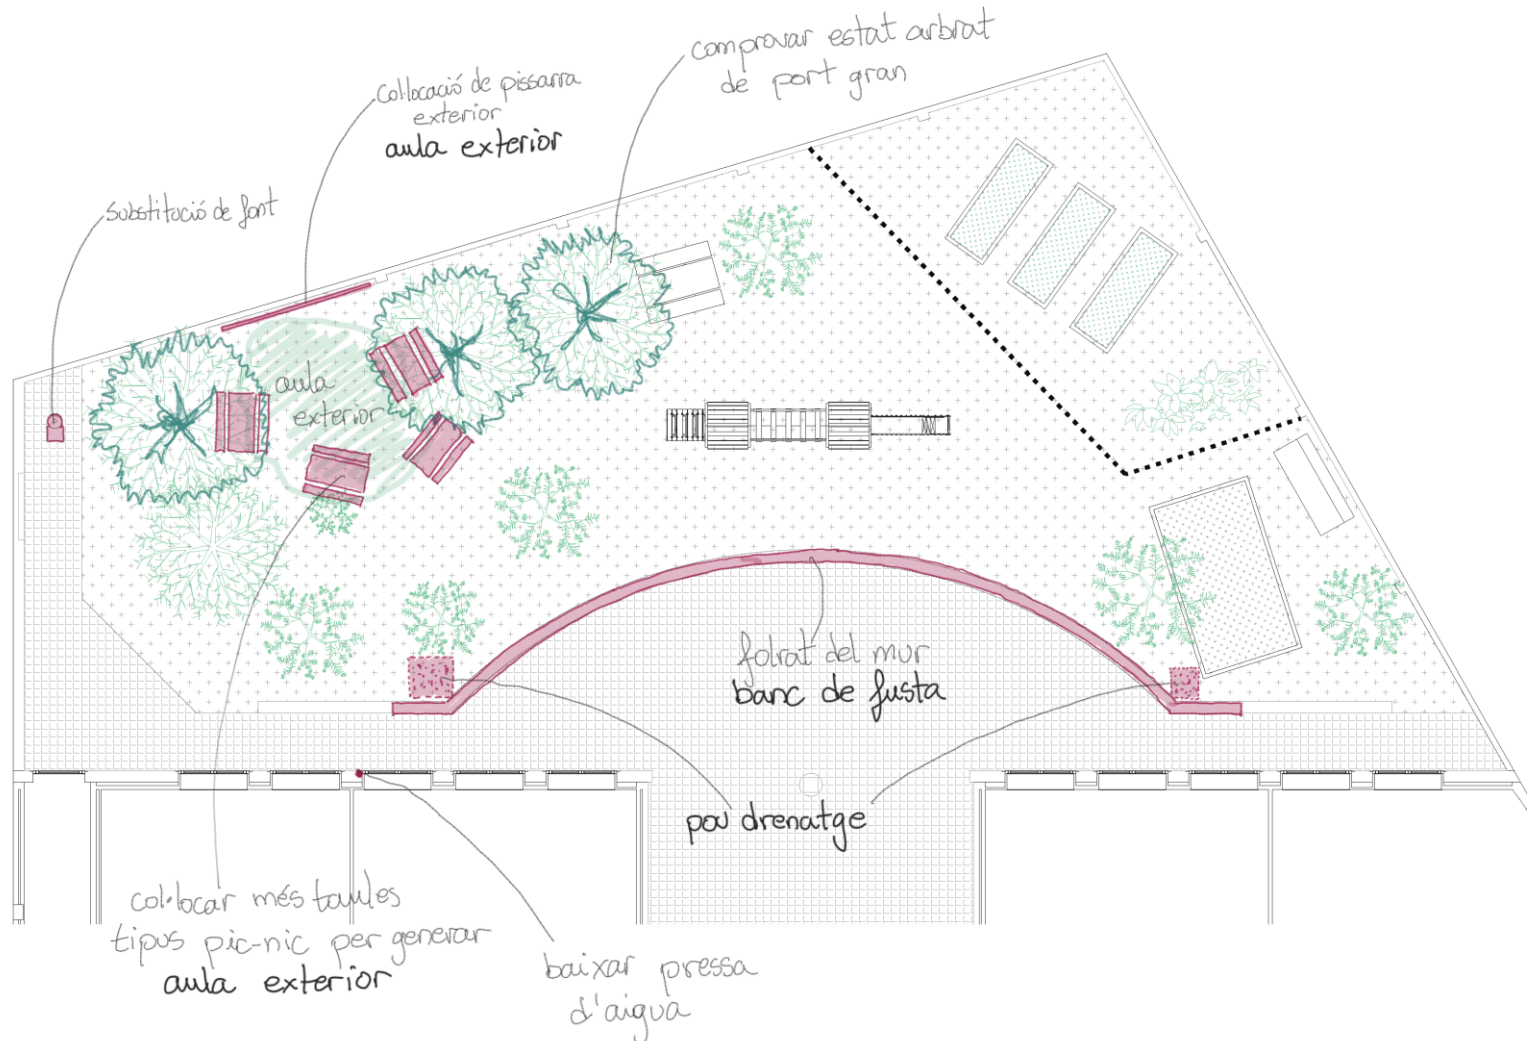 comprovar estat arbrat
de port gran
Col·locació de pissarra
exterior
aula exterior
Substitució de font
aula
exterior
folrat del mur
banc de fusta
pou drenatge
col·locar més taules
tipus pic-nic per generar
aula exterior
baixar pressa
d'aigua